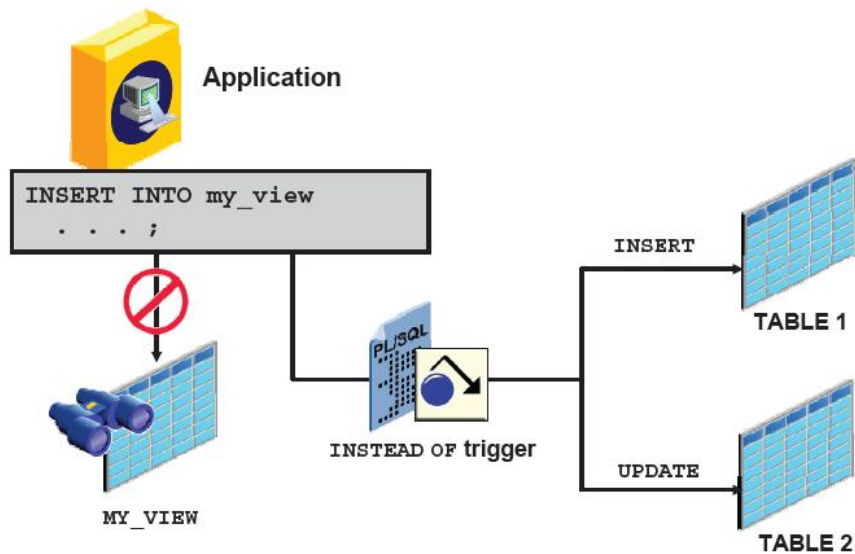 Application
INSERT INTO my_view
. . . ;
INSERT
TABLE 1
PL/SQL
INSTEAD OF trigger
MY_VIEW
UPDATE
TABLE 2